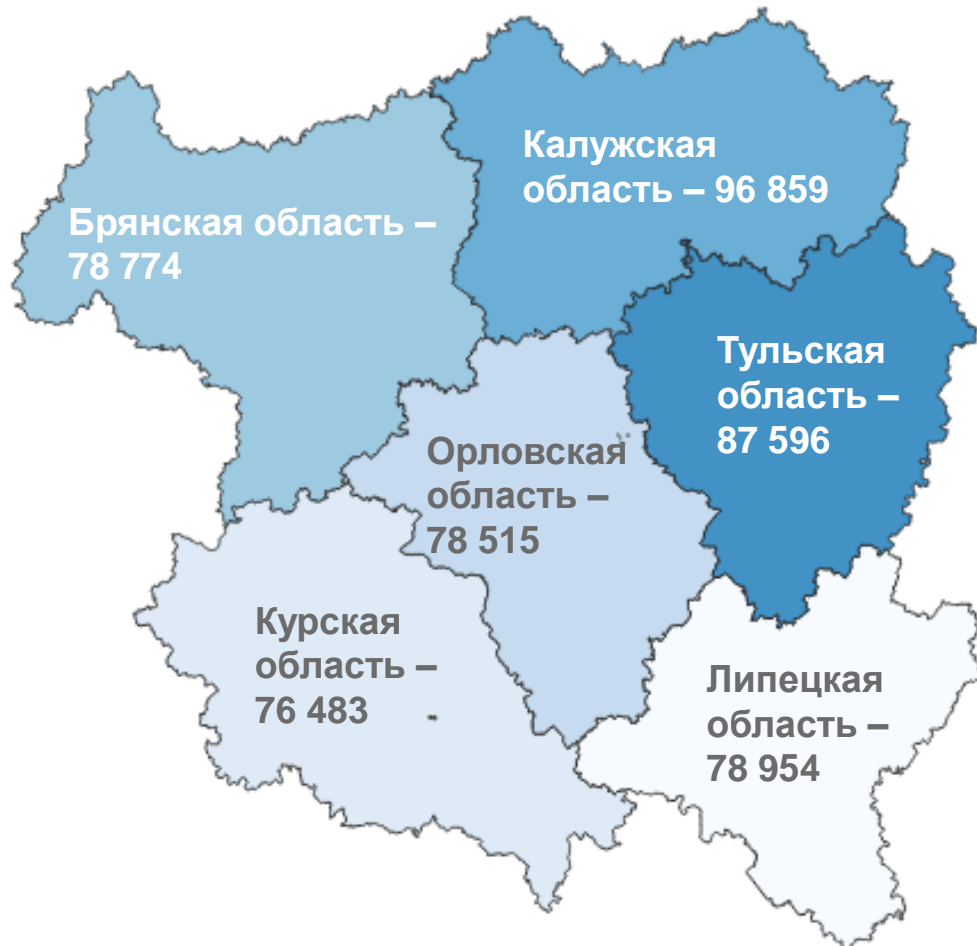 Калужская
область – 96 859
Брянская область –
78 774
Тульская
область –
87 596
Орловская
область –
78 515
Курская
область –
76 483
Липецкая
область –
78 954